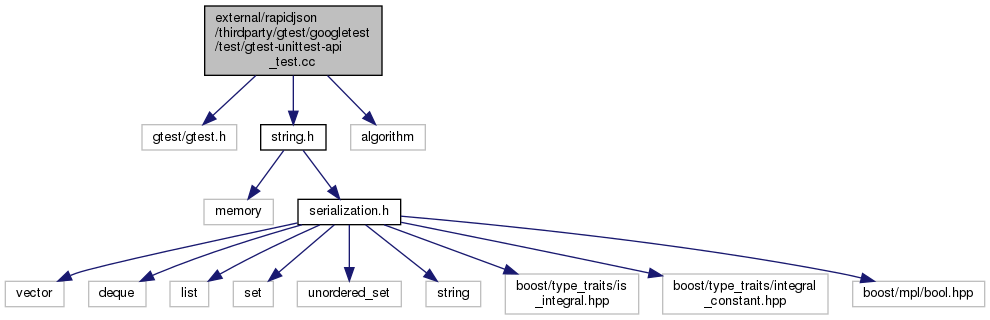 external/rapidjson
/thirdparty/gtest/googletest
/test/gtest-unittest-api
_test.cc
gtest/gtest.h
string.h
algorithm
memory
serialization.h
vector
deque
list
set
unordered_set
string
boost/type_traits/is
_integral.hpp
boost/type_traits/integral
_constant.hpp
boost/mpl/bool.hpp